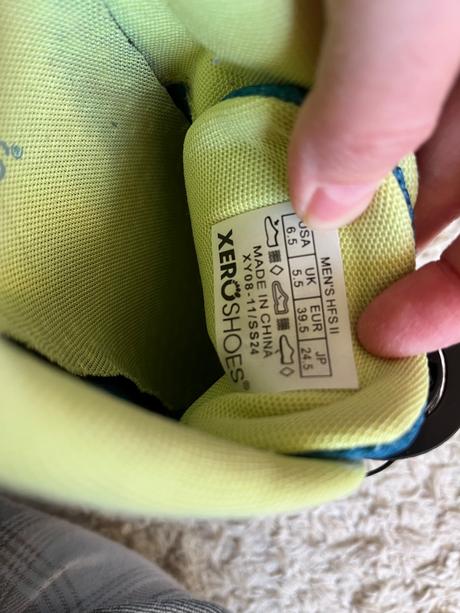 MEN'S HFS II
USA UK EUR JP
6.5 5.5 39.5 24.5
MADE IN CHINA
XY08-11/SS24
XEROSHOES®